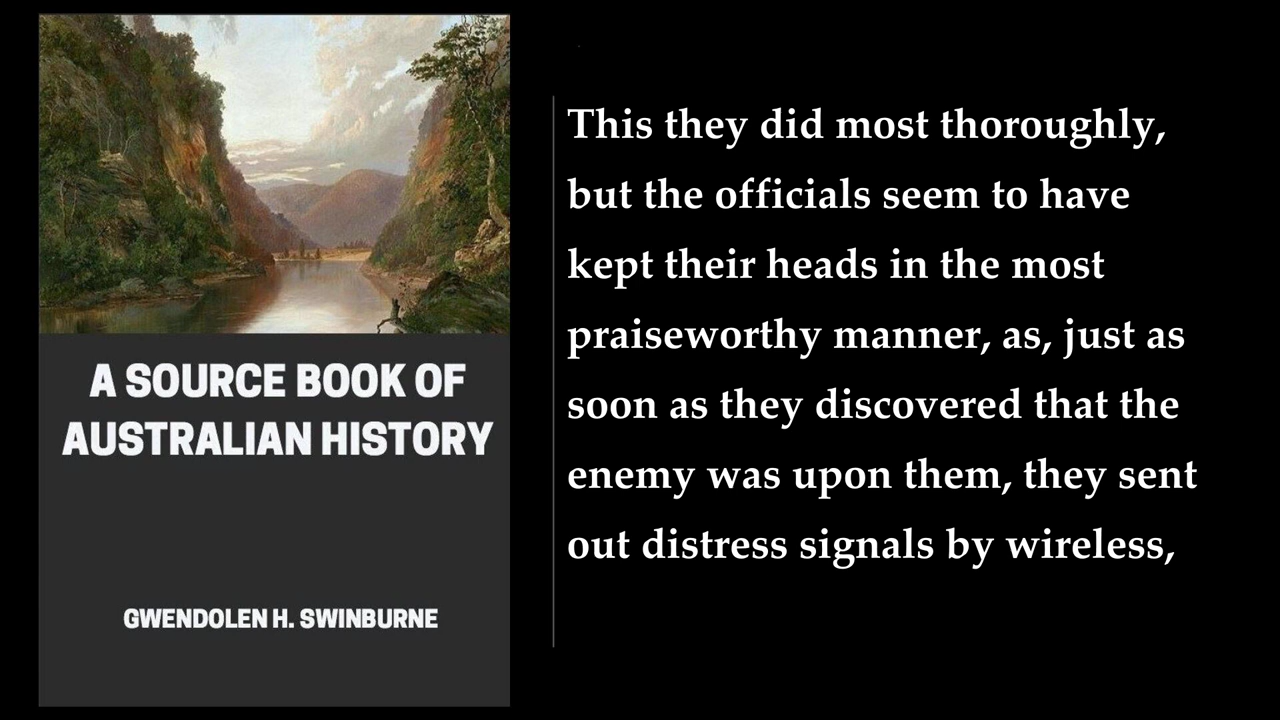 A SOURCE BOOK OF
AUSTRALIAN HISTORY
GWENDOLEN H. SWINBURNE
This they did most thoroughly,
but the officials seem to have
kept their heads in the most
praiseworthy manner, as, just as
soon as they discovered that the
enemy was upon them, they sent
out distress signals by wireless,